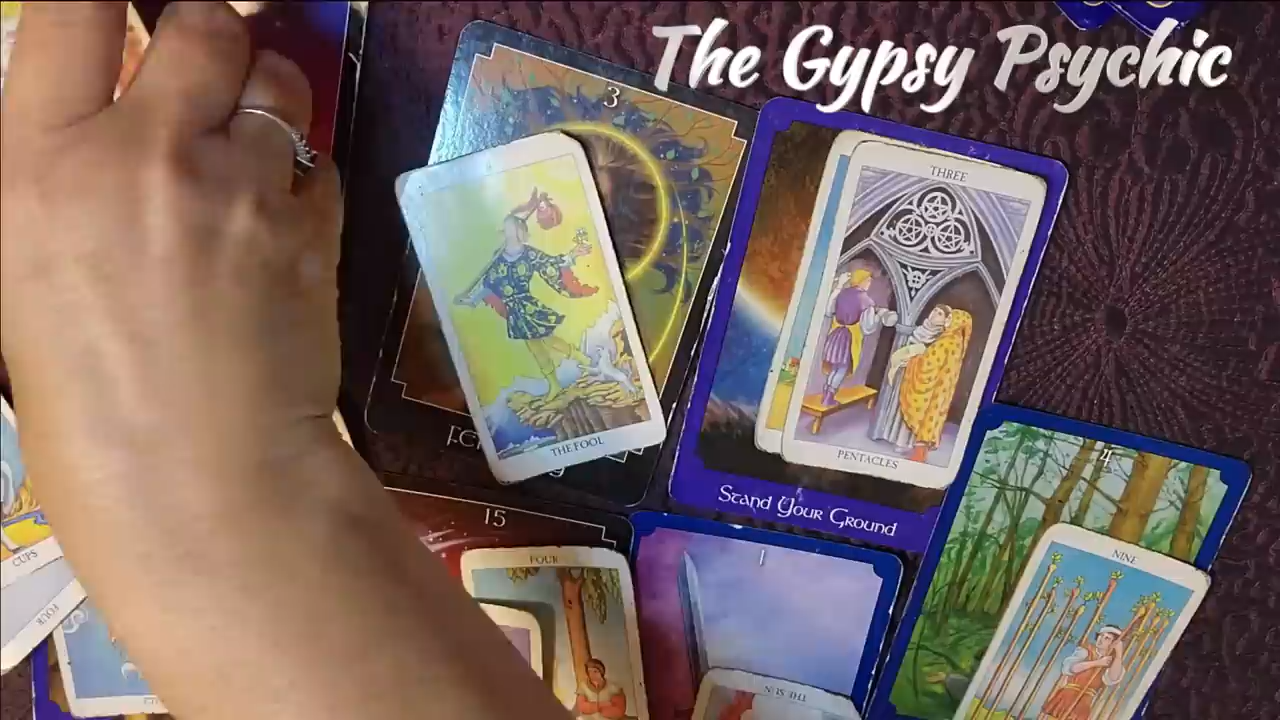 The Gypsy Psychic
3
THREE
THE FOOL
PENTACLES
Stand Your Ground
15
FOUR
1
4
NINE
CUPS
FOUR